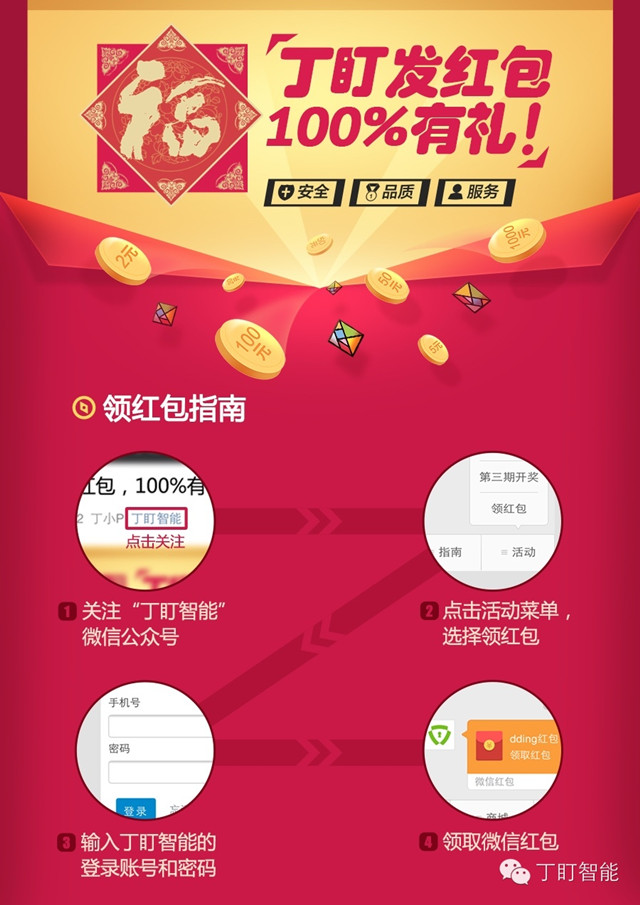 福
丁盯发红包
100%有礼！
安全 品质 服务
2元
100元
50元
100元
5元
领红包指南
红包，100%有
2 丁小P 丁盯智能
点击关注
第三期开奖
领红包
指南 活动
1 关注“丁盯智能”
微信公众号
2 点击活动菜单，
选择领红包
手机号
密码
登录
dding红包
领取红包
微信红包
商城
3 输入丁盯智能的
登录账号和密码
4 领取微信红包
丁盯智能